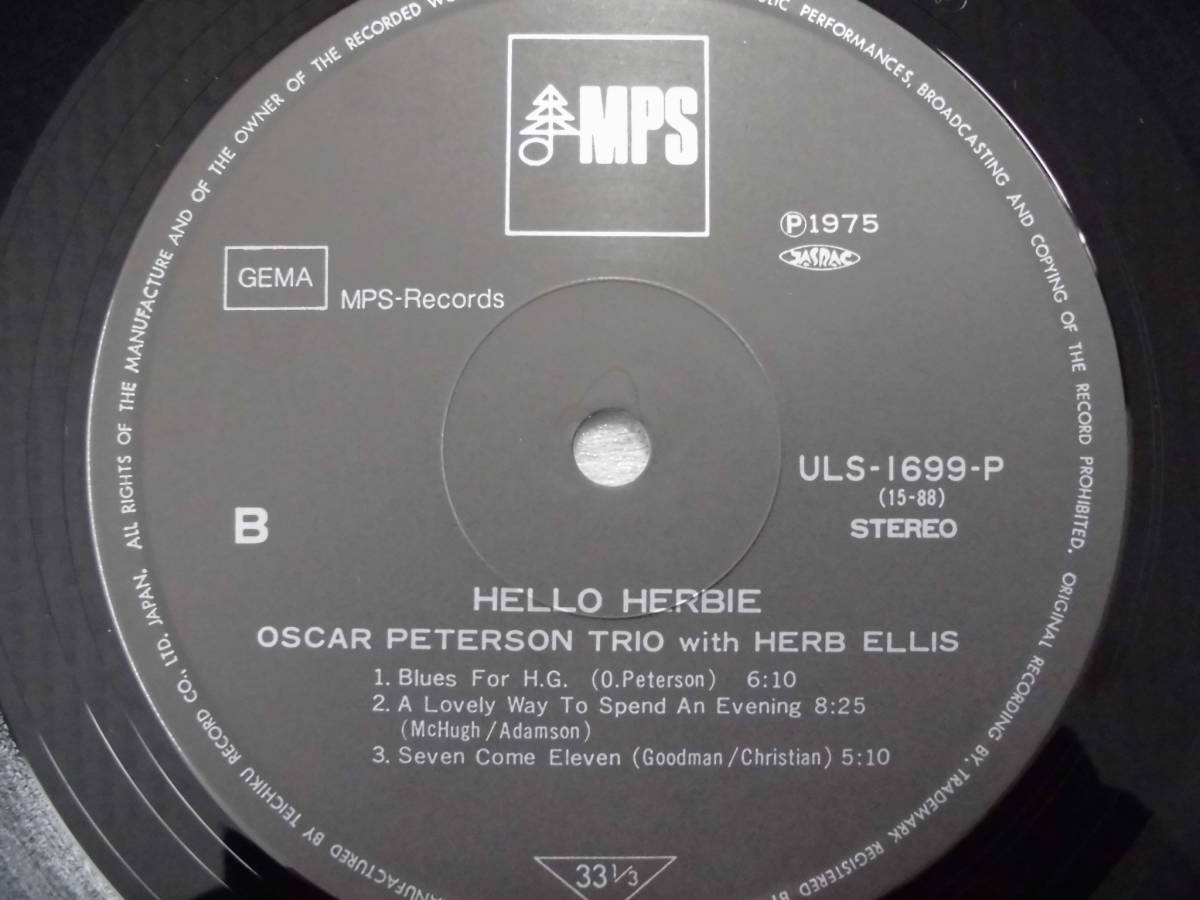 MPS
Ⓟ1975
JASRAC
GEMA
MPS-Records
ULS-1699-P
(15-88)
STEREO
B
HELLO HERBIE
OSCAR PETERSON TRIO with HERB ELLIS
1. Blues For H.G. (O.Peterson) 6:10
2. A Lovely Way To Spend An Evening 8:25
(McHugh/Adamson)
3. Seven Come Eleven (Goodman/Christian) 5:10
33 1/3
MANUFACTURED BY TEICHIKU RECORD CO., LTD. JAPAN. ALL RIGHTS OF THE MANUFACTURE AND OF THE OWNER OF THE RECORDED
PERFORMANCES, BROADCASTING AND COPYING OF THE RECORD PROHIBITED. ORIGINAL RECORDING BY. TRADEMARK REGISTERED BY